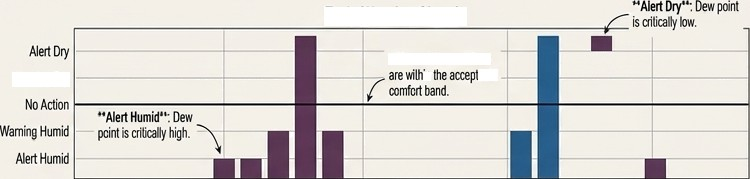 **Alert Dry**: Dew point
is critically low.
Alert Dry
are with the accept
comfort band.
No Action
**Alert Humid**: Dew
point is critically high.
Warning Humid
Alert Humid